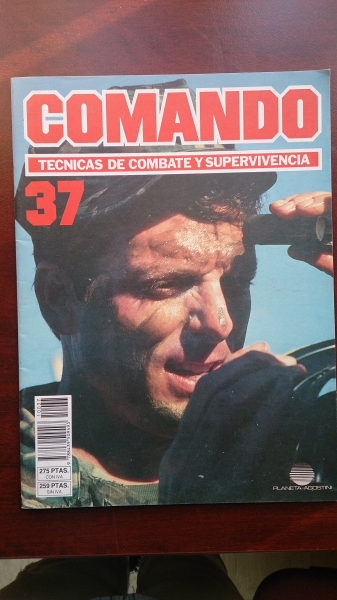 COMANDO
TECNICAS DE COMBATE Y SUPERVIVENCIA
37
275 PTAS.
CON IVA
259 PTAS.
SIN IVA
PLANETA-AGOSTINI